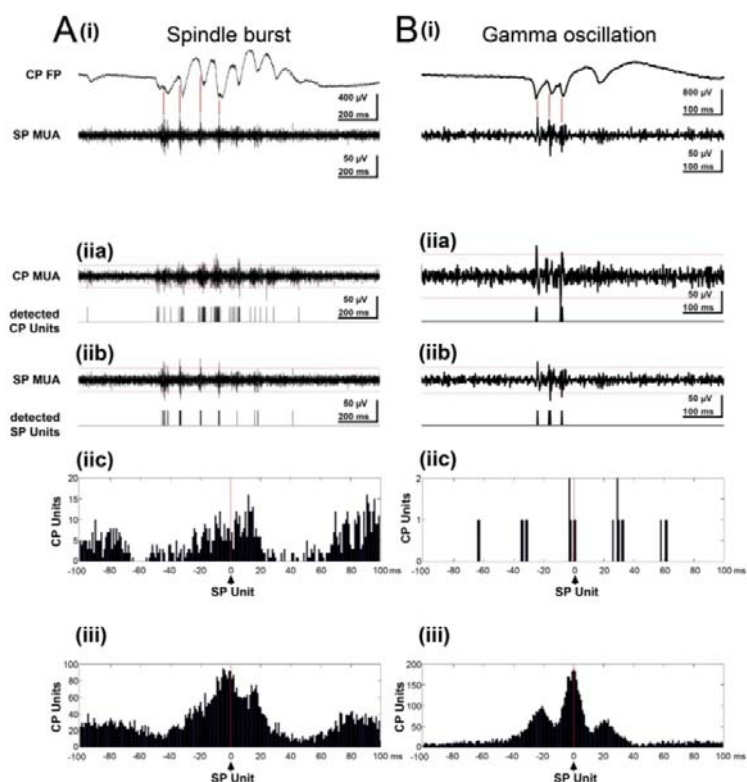 A (i) Spindle burst
CP FP
400 µV
200 ms
SP MUA
50 µV
200 ms
(iia)
CP MUA
50 µV
200 ms
detected
CP Units
(iib)
SP MUA
50 µV
200 ms
detected
SP Units
(iic)
CP Units
20
15
10
5
0
-100 -80 -60 -40 -20 0 20 40 60 80 100 ms
SP Unit
(iii)
CP Units
100
80
60
40
20
0
-100 -80 -60 -40 -20 0 20 40 60 80 100 ms
SP Unit
B (i) Gamma oscillation
800 µV
100 ms
50 µV
100 ms
(iia)
50 µV
100 ms
(iib)
50 µV
100 ms
(iic)
CP Units
2
1
0
-100 -80 -60 -40 -20 0 20 40 60 80 100 ms
SP Unit
(iii)
CP Units
200
150
100
50
0
-100 -80 -60 -40 -20 0 20 40 60 80 100 ms
SP Unit